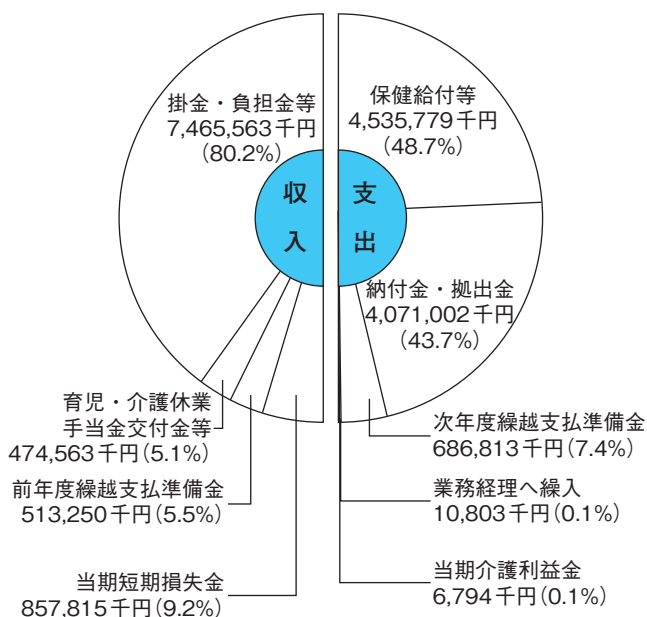 掛金・負担金等
7,465,563千円
(80.2%)
収
入
育児・介護休業
手当金交付金等
474,563千円(5.1%)
前年度繰越支払準備金
513,250千円(5.5%)
当期短期損失金
857,815千円(9.2%)
保健給付等
4,535,779千円
(48.7%)
支
出
納付金・拠出金
4,071,002千円
(43.7%)
次年度繰越支払準備金
686,813千円(7.4%)
業務経理へ繰入
10,803千円(0.1%)
当期介護利益金
6,794千円(0.1%)